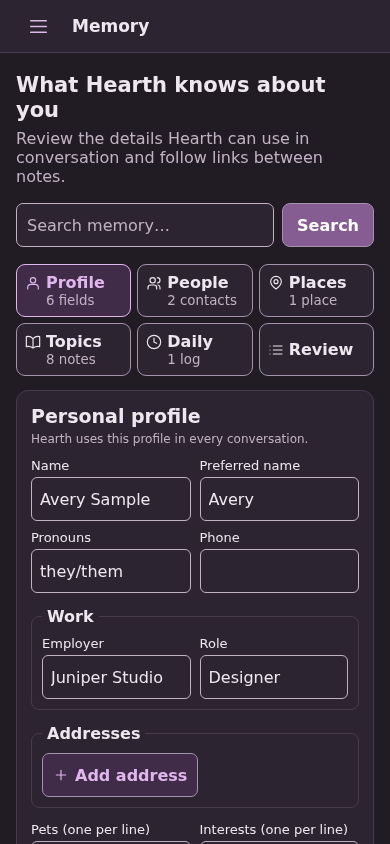 Memory
What Hearth knows about
you
Review the details Hearth can use in
conversation and follow links between
notes.
Search memory...
Search
Profile
6 fields
People
2 contacts
Places
1 place
Topics
8 notes
Daily
1 log
Review
Personal profile
Hearth uses this profile in every conversation.
Name
Preferred name
Avery Sample
Avery
Pronouns
Phone
they/them
Work
Employer
Role
Juniper Studio
Designer
Addresses
+ Add address
Pets (one per line)
Interests (one per line)